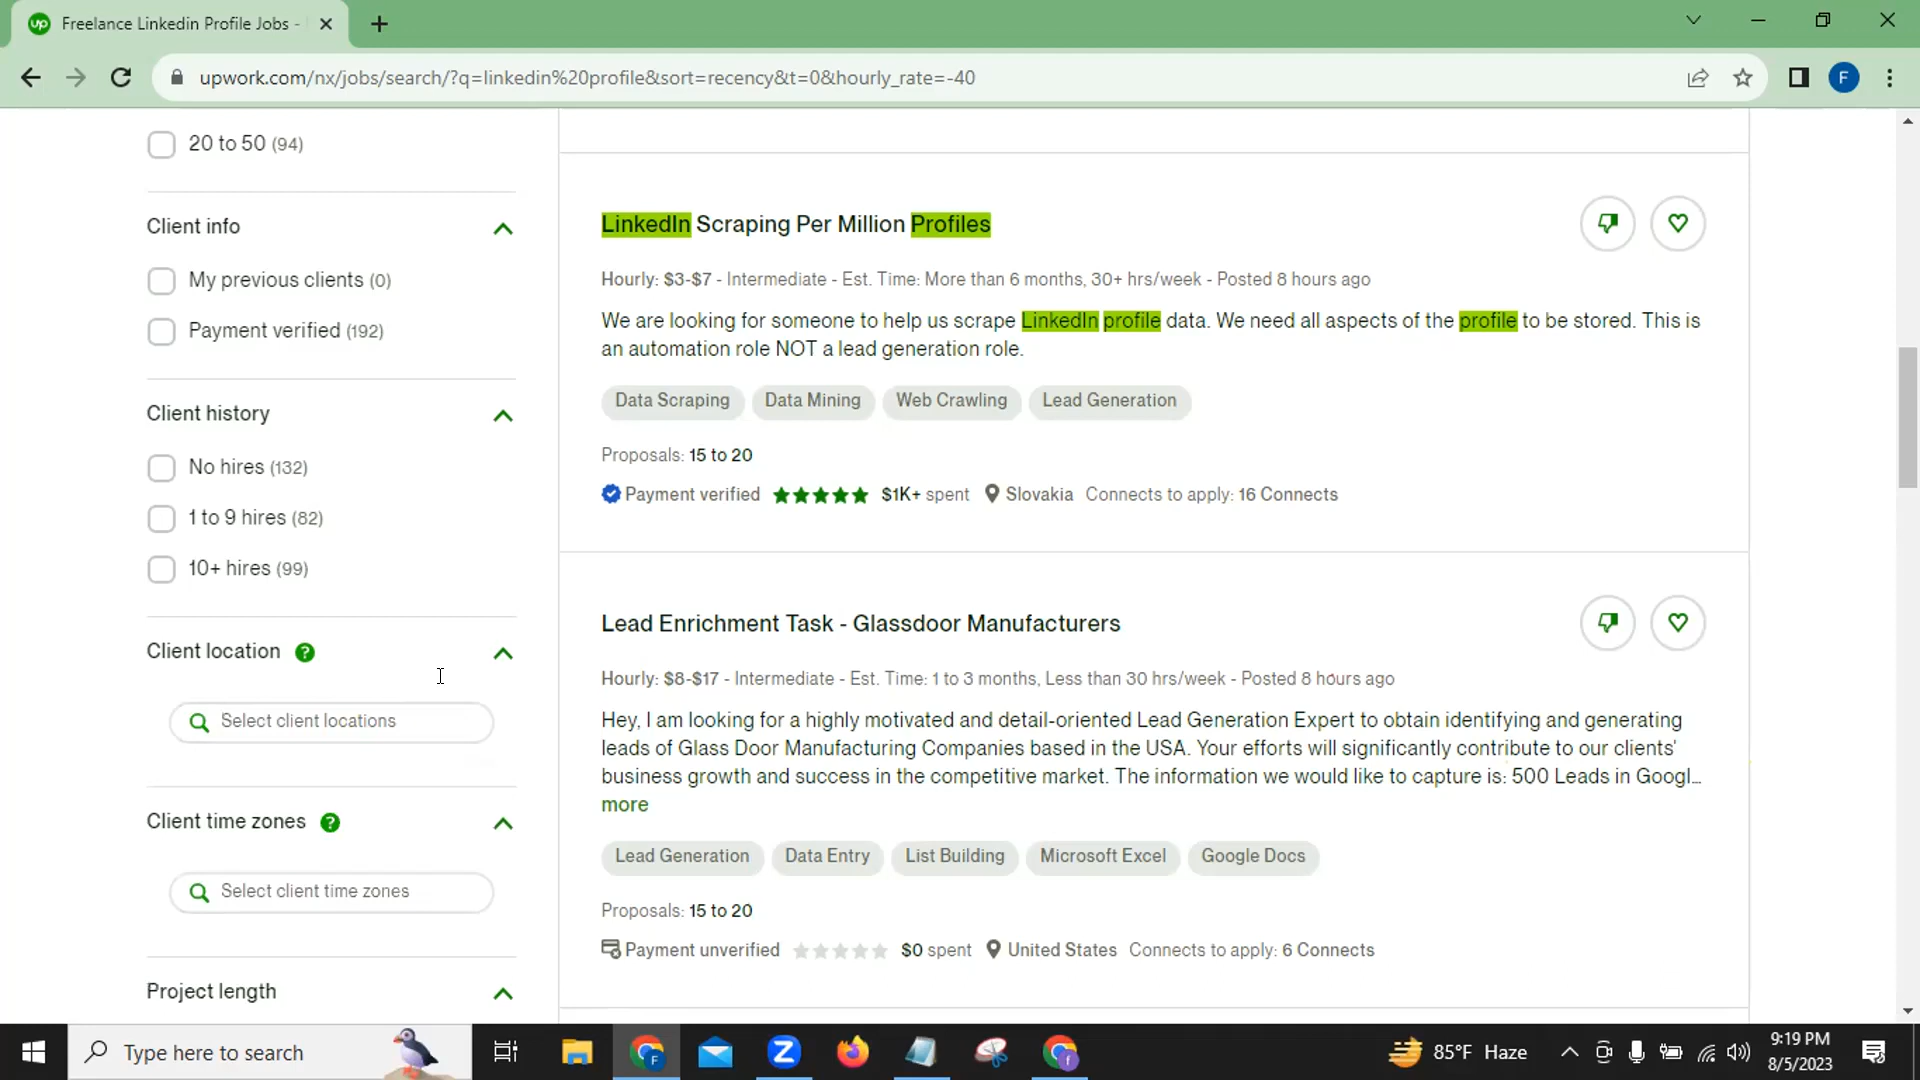 Freelance Linkedin Profile Jobs -
upwork.com/nx/jobs/search/?q=linkedin%20profile&sort=recency&t=0&hourly_rate=-40
F
20 to 50 (94)
Client info
My previous clients (0)
Payment verified (192)
Client history
No hires (132)
1 to 9 hires (82)
10+ hires (99)
Client location ?
Select client locations
Client time zones ?
Select client time zones
Project length
LinkedIn Scraping Per Million Profiles
Hourly: $3-$7 - Intermediate - Est. Time: More than 6 months, 30+ hrs/week - Posted 8 hours ago
We are looking for someone to help us scrape LinkedIn profile data. We need all aspects of the profile to be stored. This is
an automation role NOT a lead generation role.
Data Scraping Data Mining Web Crawling Lead Generation
Proposals: 15 to 20
Payment verified $1K+ spent Slovakia Connects to apply: 16 Connects
Lead Enrichment Task - Glassdoor Manufacturers
Hourly: $8-$17 - Intermediate - Est. Time: 1 to 3 months, Less than 30 hrs/week - Posted 8 hours ago
Hey, I am looking for a highly motivated and detail-oriented Lead Generation Expert to obtain identifying and generating
leads of Glass Door Manufacturing Companies based in the USA. Your efforts will significantly contribute to our clients'
business growth and success in the competitive market. The information we would like to capture is: 500 Leads in Googl...
more
Lead Generation Data Entry List Building Microsoft Excel Google Docs
Proposals: 15 to 20
Payment unverified $0 spent United States Connects to apply: 6 Connects
Type here to search
85°F Haze
9:19 PM
8/5/2023